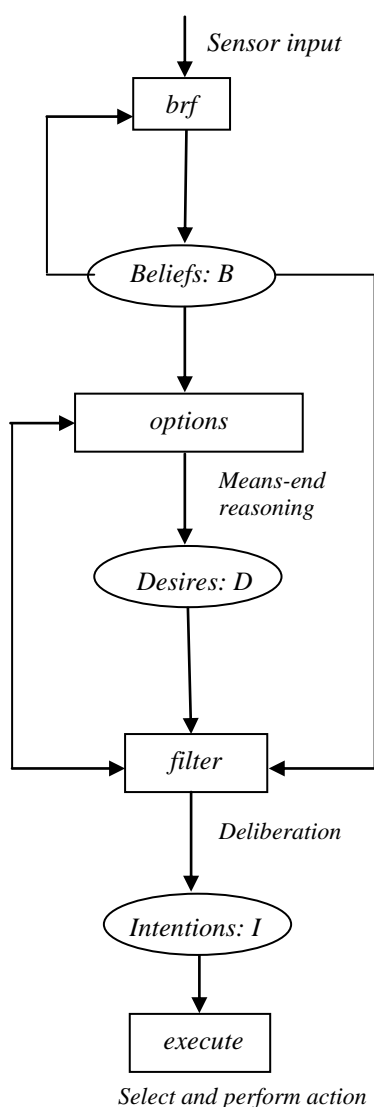 Sensor input
brf
Beliefs: B
options
Means-end
reasoning
Desires: D
filter
Deliberation
Intentions: I
execute
Select and perform action